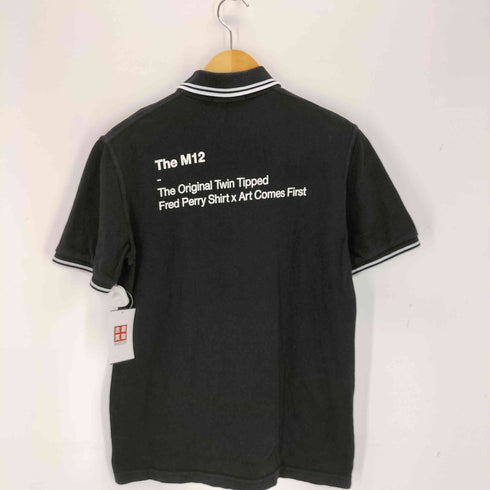 The M12
-
The Original Twin Tipped
Fred Perry Shirt x Art Comes First